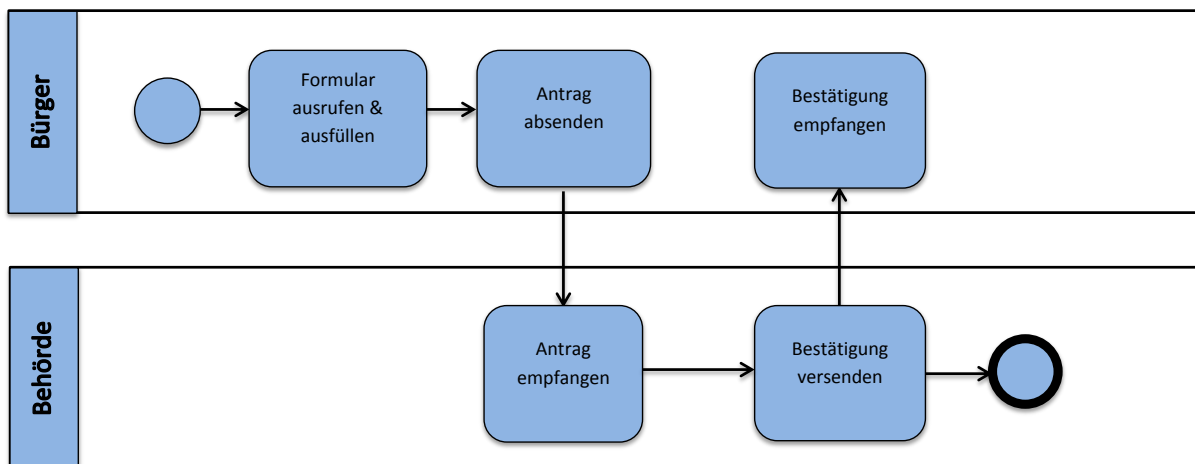 Bürger
Formular
ausrufen &
ausfüllen
Antrag
absenden
Bestätigung
empfangen
Behörde
Antrag
empfangen
Bestätigung
versenden